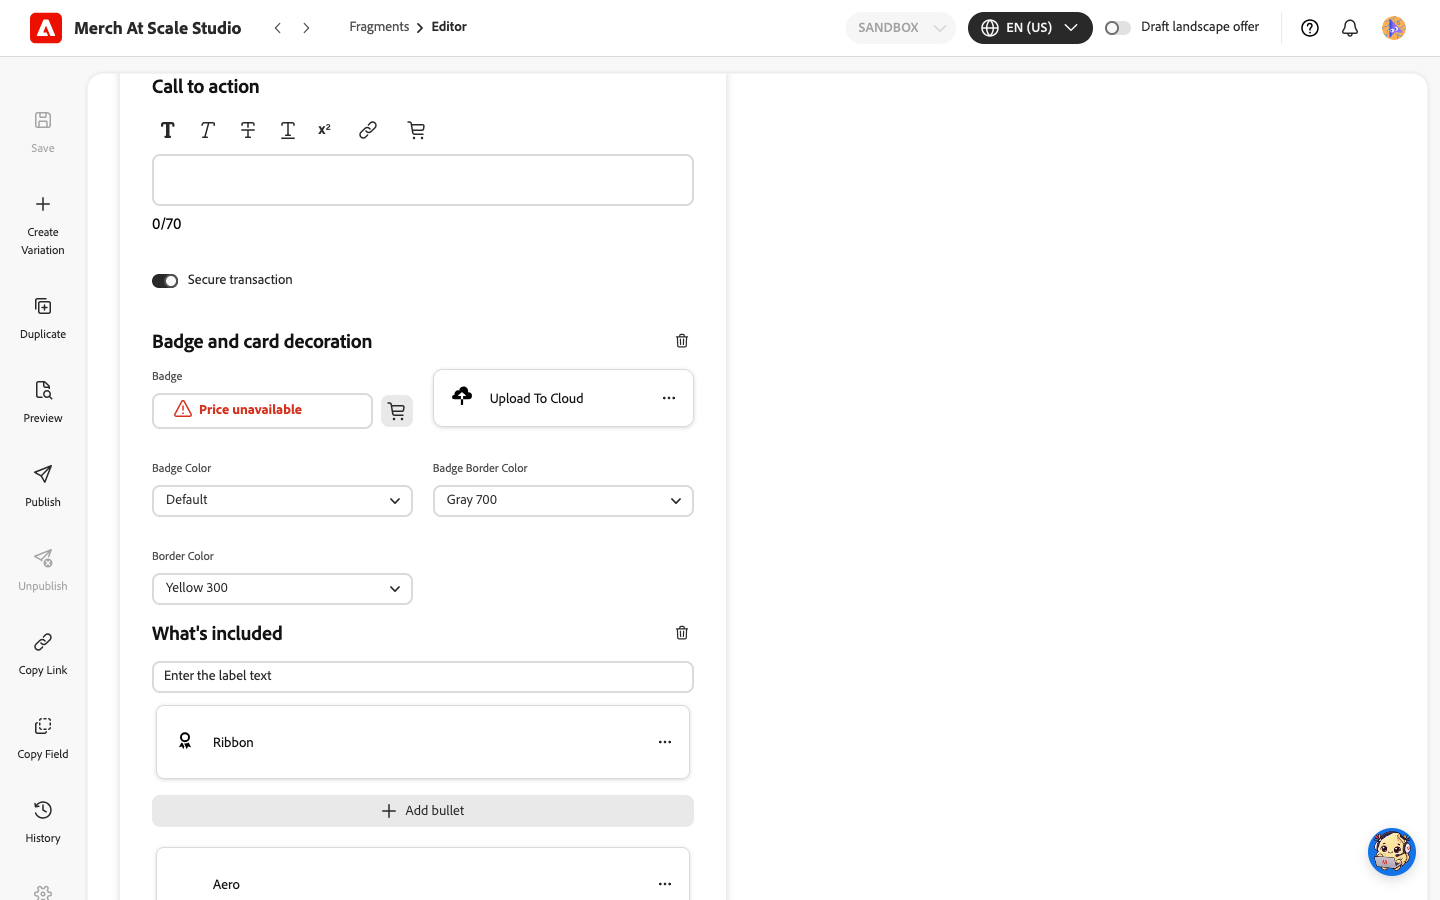 Merch At Scale Studio
Fragments
Editor
SANDBOX
EN (US)
Draft landscape offer
Save
Create
Variation
Duplicate
Preview
Publish
Unpublish
Copy Link
Copy Field
History
Call to action
T T T T x²
0/70
Secure transaction
Badge and card decoration
Badge
Price unavailable
Upload To Cloud
Badge Color
Default
Badge Border Color
Gray 700
Border Color
Yellow 300
What's included
Enter the label text
Ribbon
Add bullet
Aero